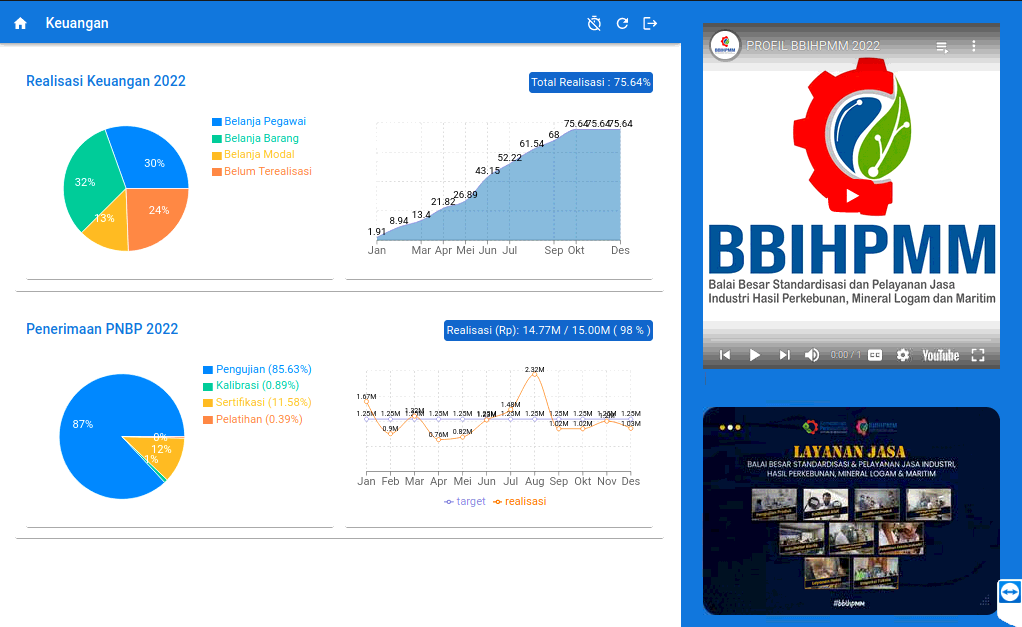 Keuangan
Realisasi Keuangan 2022
Total Realisasi : 75.64%
Belanja Pegawai
Belanja Barang
Belanja Modal
Belum Terealisasi
30%
32%
13%
24%
1.91
8.94
13.4
21.82
26.89
43.15
52.22
61.54
68
75.64
75.64
75.64
Jan Mar Apr Mei Jun Jul Sep Okt Des
Penerimaan PNBP 2022
Realisasi (Rp): 14.77M / 15.00M ( 98 % )
Pengujian (85.63%)
Kalibrasi (0.89%)
Sertifikasi (11.58%)
Pelatihan (0.39%)
87%
0%
12%
1%
2.32M
1.67M
1.48M
1.32M
1.25M 1.25M 1.25M 1.25M 1.25M 1.25M 1.25M 1.25M 1.25M 1.25M 1.25M
0.9M
0.76M
0.82M
1.02M
1.02M
1.03M
Jan Feb Mar Apr Mei Jun Jul Aug Sep Okt Nov Des
target realisasi
PROFIL BBIHPMM 2022
BBIHPMM
BBIHPMM
Balai Besar Standardisasi dan Pelayanan Jasa
Industri Hasil Perkebunan, Mineral Logam dan Maritim
0:00 / 1
CC
YouTube
LAYANAN JASA
BALAI BESAR STANDARDISASI & PELAYANAN JASA INDUSTRI,
HASIL PERKEBUNAN, MINERAL LOGAM & MARITIM
#bbihpmm